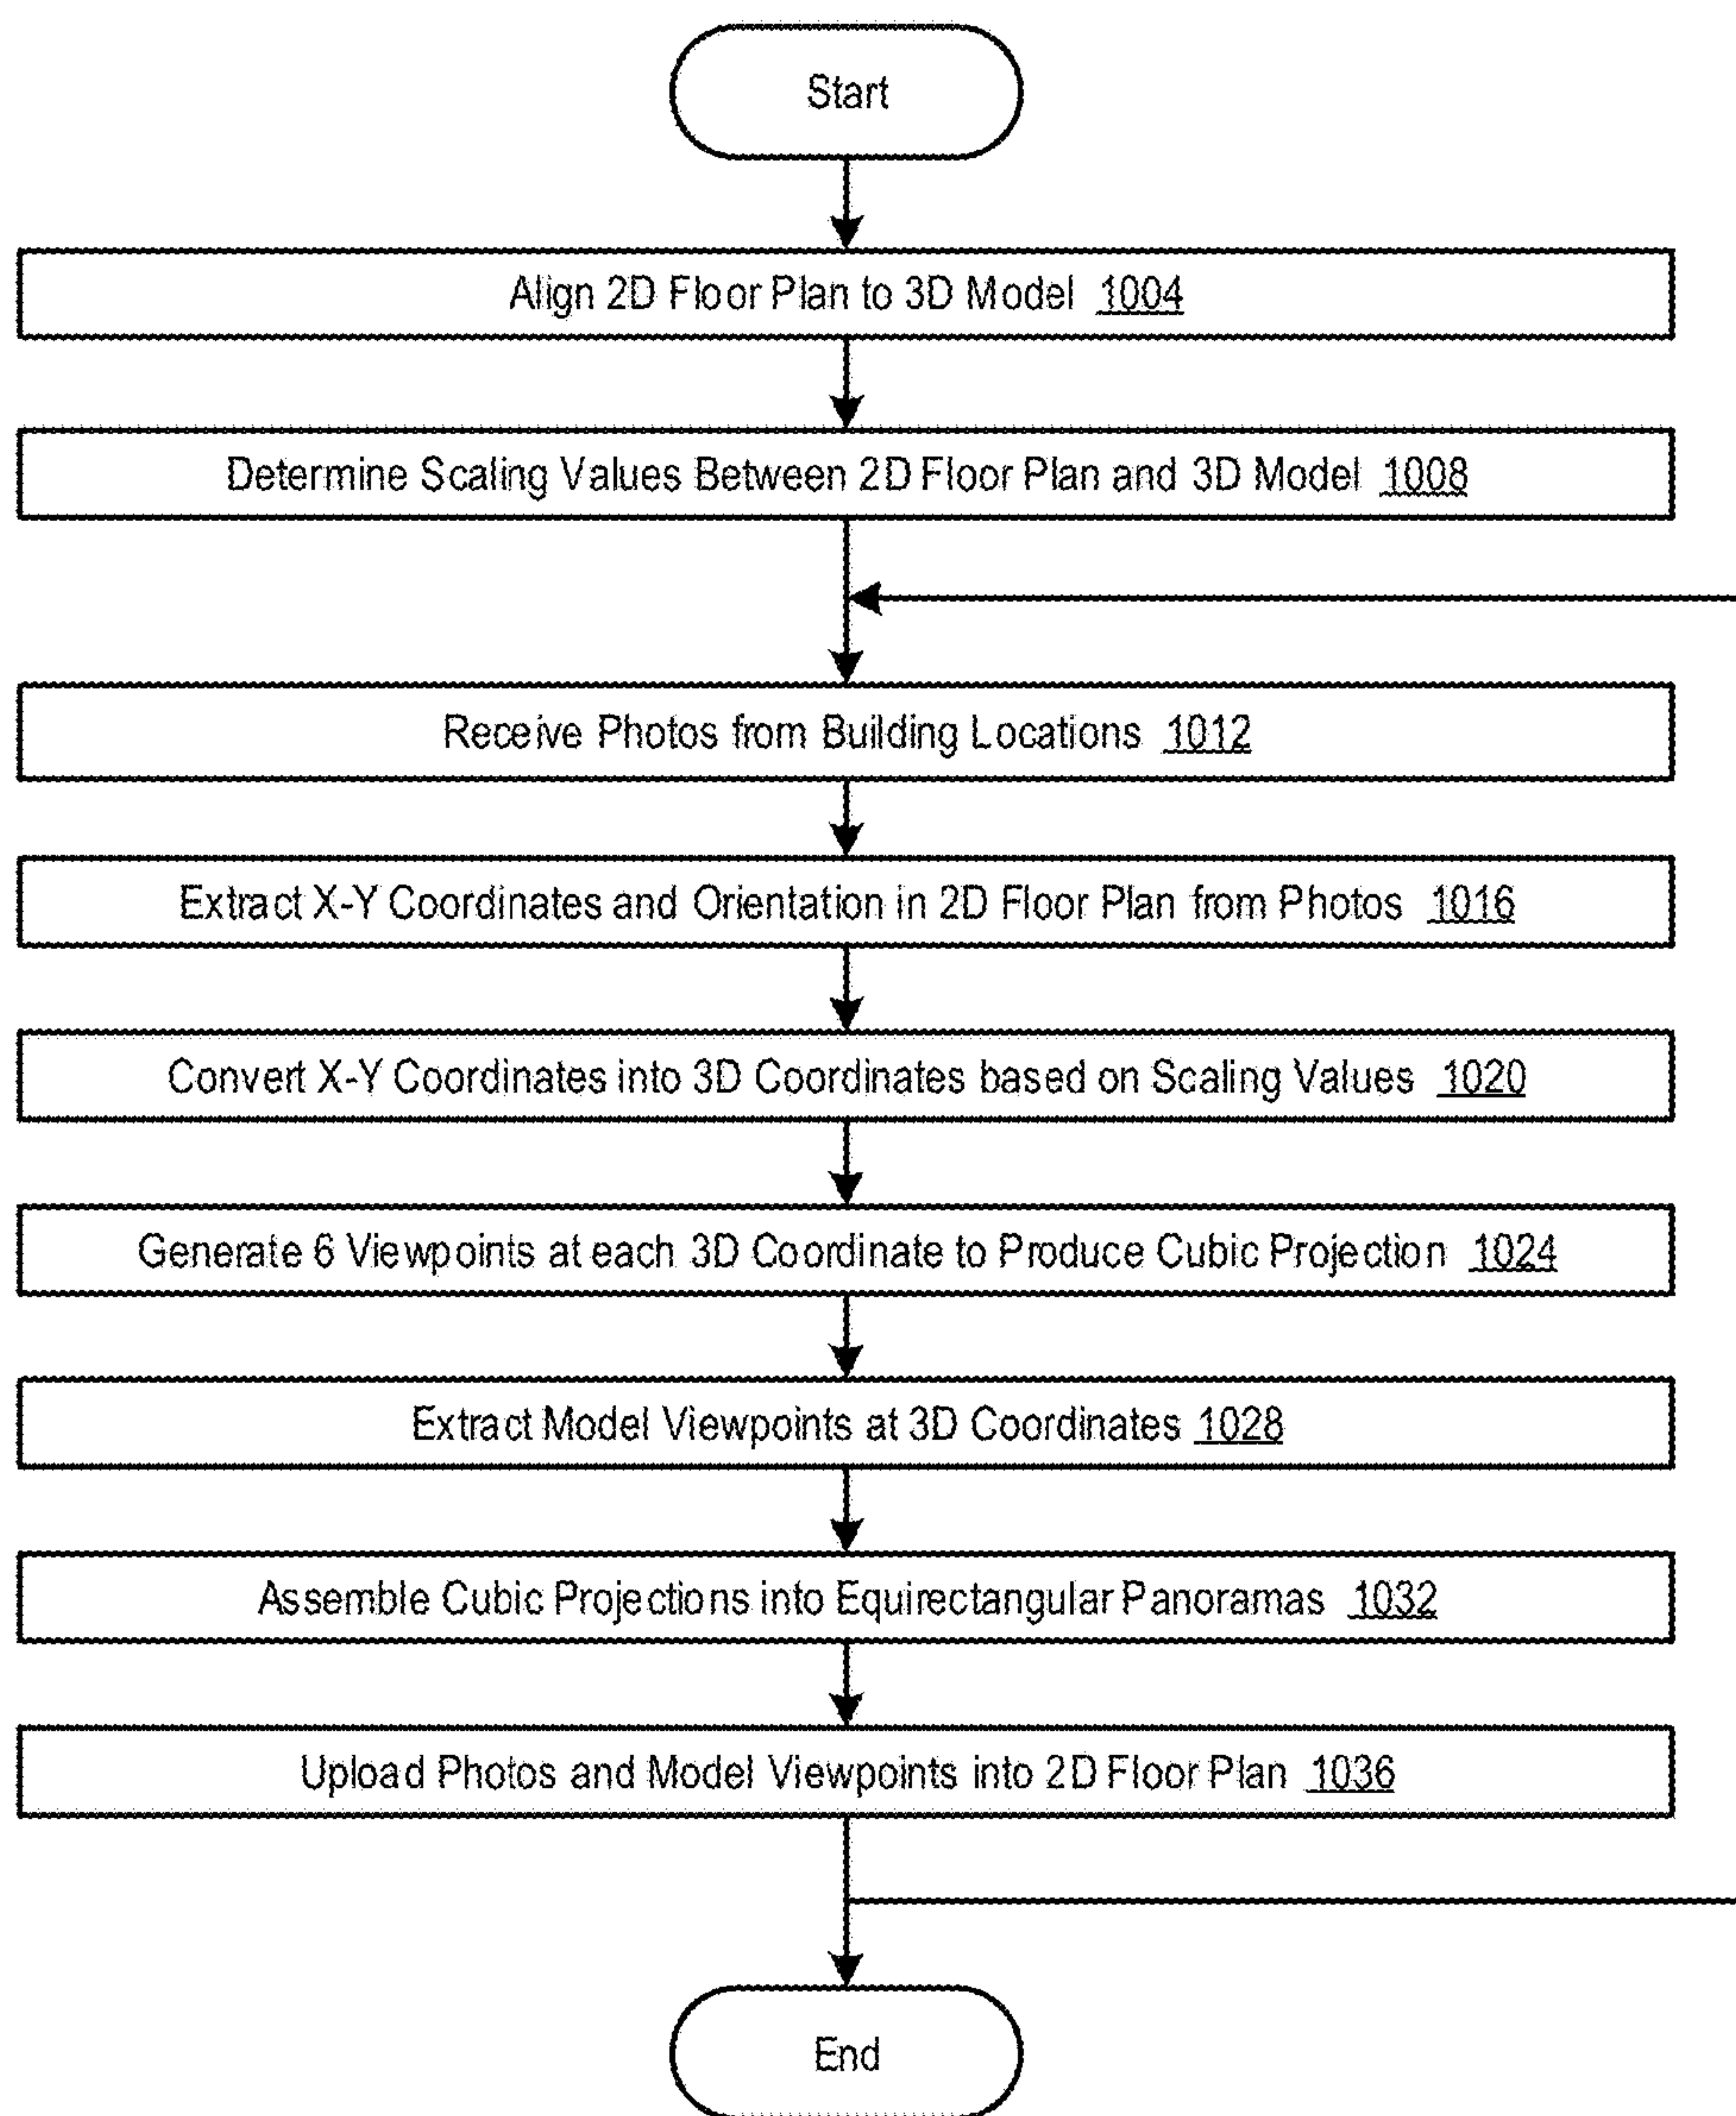 Start
Align 2D Floor Plan to 3D Model 1004
Determine Scaling Values Between 2D Floor Plan and 3D Model 1008
Receive Photos from Building Locations 1012
Extract X-Y Coordinates and Orientation in 2D Floor Plan from Photos 1016
Convert X-Y Coordinates into 3D Coordinates based on Scaling Values 1020
Generate 6 Viewpoints at each 3D Coordinate to Produce Cubic Projection 1024
Extract Model Viewpoints at 3D Coordinates 1028
Assemble Cubic Projections into Equirectangular Panoramas 1032
Upload Photos and Model Viewpoints into 2D Floor Plan 1036
End